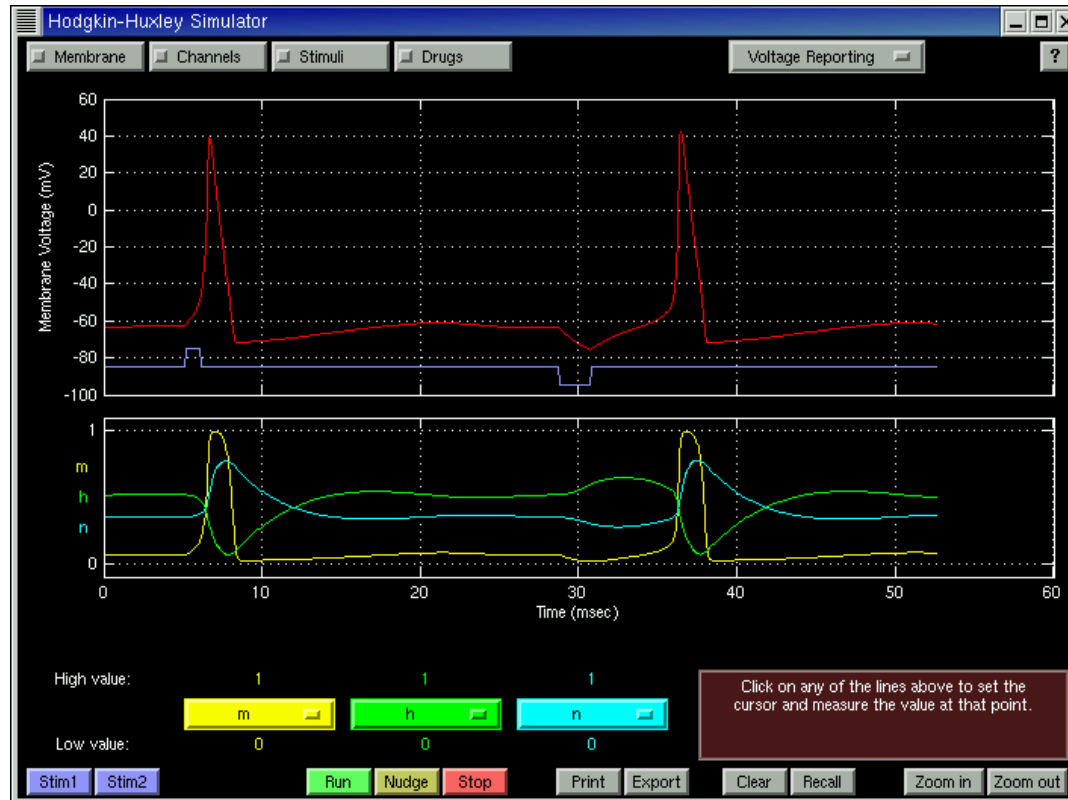 Hodgkin-Huxley Simulator
Membrane Channels Stimuli Drugs Voltage Reporting ?
60
40
20
0
-20
-40
-60
-80
-100
Membrane Voltage (mV)
1
m
h
n
0
0 10 20 30 40 50 60
Time (msec)
High value: 1 1 1
m h n
Low value: 0 0 0
Click on any of the lines above to set the
cursor and measure the value at that point.
Stim1 Stim2 Run Nudge Stop Print Export Clear Recall Zoom in Zoom out